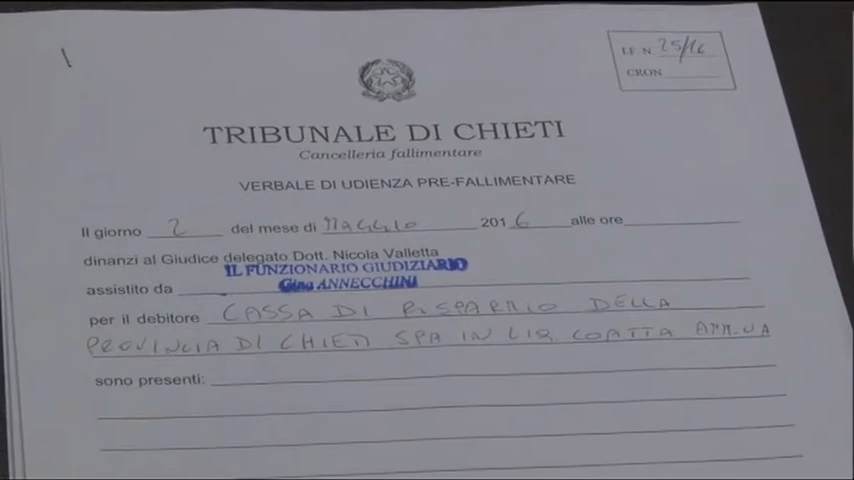 I.F. N. 25/16
CRON
TRIBUNALE DI CHIETI
Cancelleria fallimentare
VERBALE DI UDIENZA PRE-FALLIMENTARE
Il giorno 2 del mese di MAGGIO 2016 alle ore
dinanzi al Giudice delegato Dott. Nicola Valletta
IL FUNZIONARIO GIUDIZIARIO
Gina ANNECCHINI
assistito da
per il debitore CASSA DI RISPARMIO DELLA
PROVINCIA DI CHIETI SPA IN LIQ COATTA AMM.VA
sono presenti: